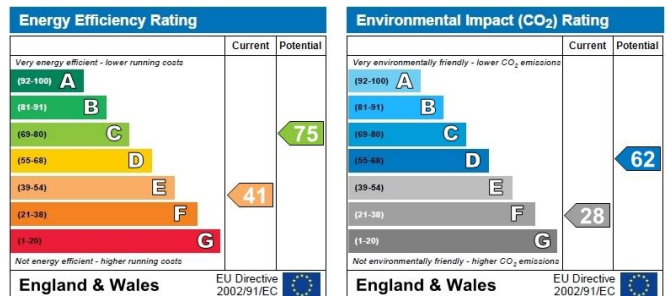 Energy Efficiency Rating
Current Potential
Very energy efficient - lower running costs
(92-100) A
(81-91) B
(69-80) C
75
(55-68) D
(39-54) E
41
(21-38) F
(1-20) G
Not energy efficient - higher running costs
England & Wales
EU Directive
2002/91/EC
Environmental Impact (CO₂) Rating
Current Potential
Very environmentally friendly - lower CO₂ emissions
(92-100) A
(81-91) B
(69-80) C
(55-68) D
62
(39-54) E
(21-38) F
28
(1-20) G
Not environmentally friendly - higher CO₂ emissions
England & Wales
EU Directive
2002/91/EC